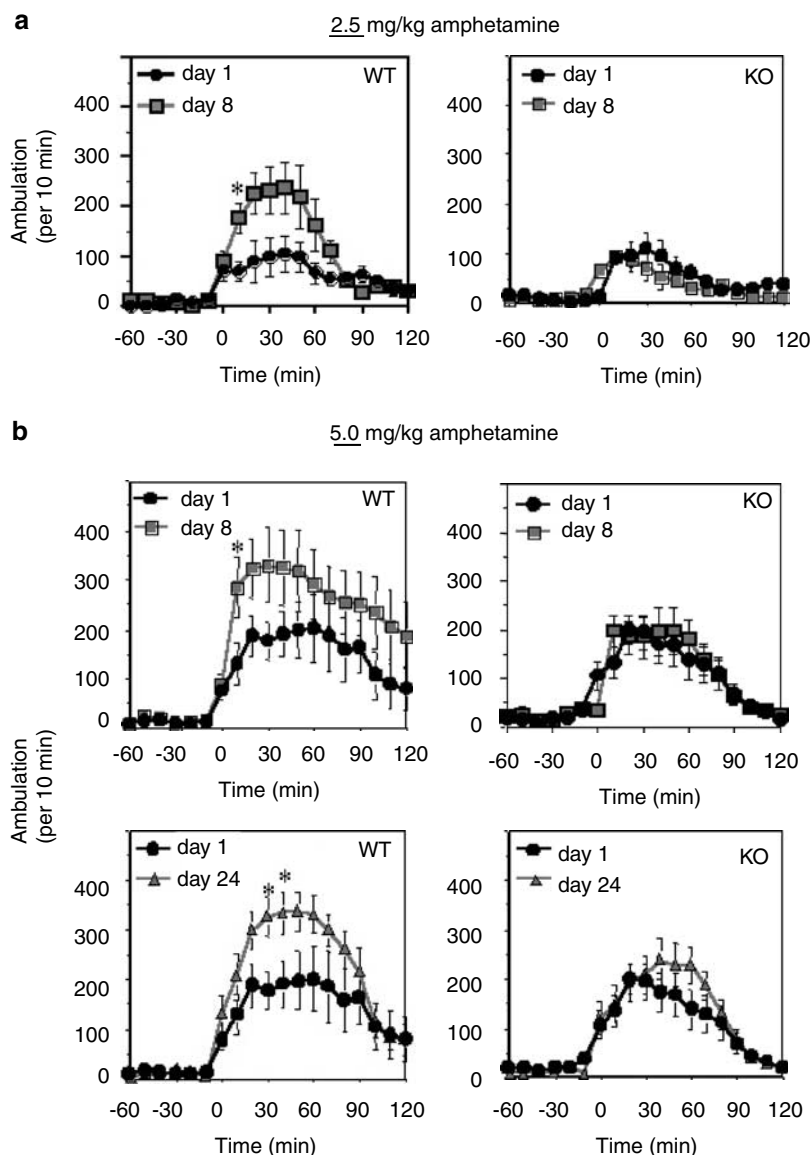 a
2.5 mg/kg amphetamine
Ambulation
(per 10 min)
400
300
200
100
0
day 1
day 8
WT
-60 -30 0 30 60 90 120
Time (min)
400
300
200
100
0
day 1
day 8
KO
-60 -30 0 30 60 90 120
Time (min)
*
b
5.0 mg/kg amphetamine
Ambulation
(per 10 min)
400
300
200
100
0
day 1
day 8
WT
*
-60 -30 0 30 60 90 120
Time (min)
400
300
200
100
0
day 1
day 8
KO
-60 -30 0 30 60 90 120
Time (min)
400
300
200
100
0
day 1
day 24
WT
* *
-60 -30 0 30 60 90 120
Time (min)
400
300
200
100
0
day 1
day 24
KO
-60 -30 0 30 60 90 120
Time (min)